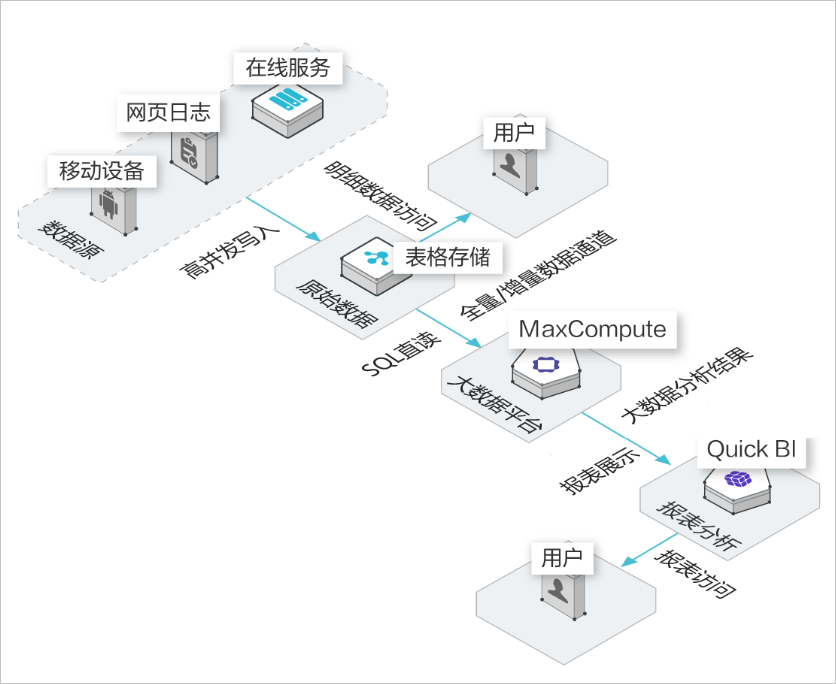 在线服务
网页日志
移动设备
数据源
用户
明细数据访问
高并发写入
表格存储
原始数据
全量/增量数据通道
SQL直读
MaxCompute
大数据平台
大数据分析结果
报表展示
Quick BI
报表分析
报表访问
用户